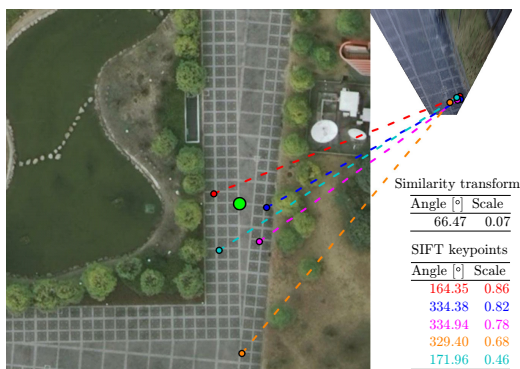 Similarity transform
Angle [°] Scale
66.47 0.07
SIFT keypoints
Angle [°] Scale
164.35 0.86
334.38 0.82
334.94 0.78
329.40 0.68
171.96 0.46